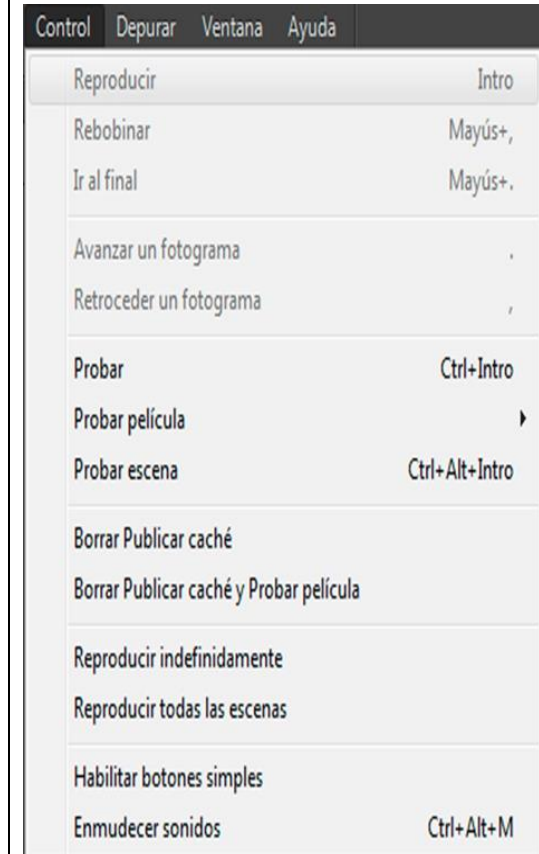 Control Depurar Ventana Ayuda
Reproducir Intro
Rebobinar Mayús+,
Ir al final Mayús+.
Avanzar un fotograma .
Retroceder un fotograma ,
Probar Ctrl+Intro
Probar película
Probar escena Ctrl+Alt+Intro
Borrar Publicar caché
Borrar Publicar caché y Probar película
Reproducir indefinidamente
Reproducir todas las escenas
Habilitar botones simples
Enmudecer sonidos Ctrl+Alt+M